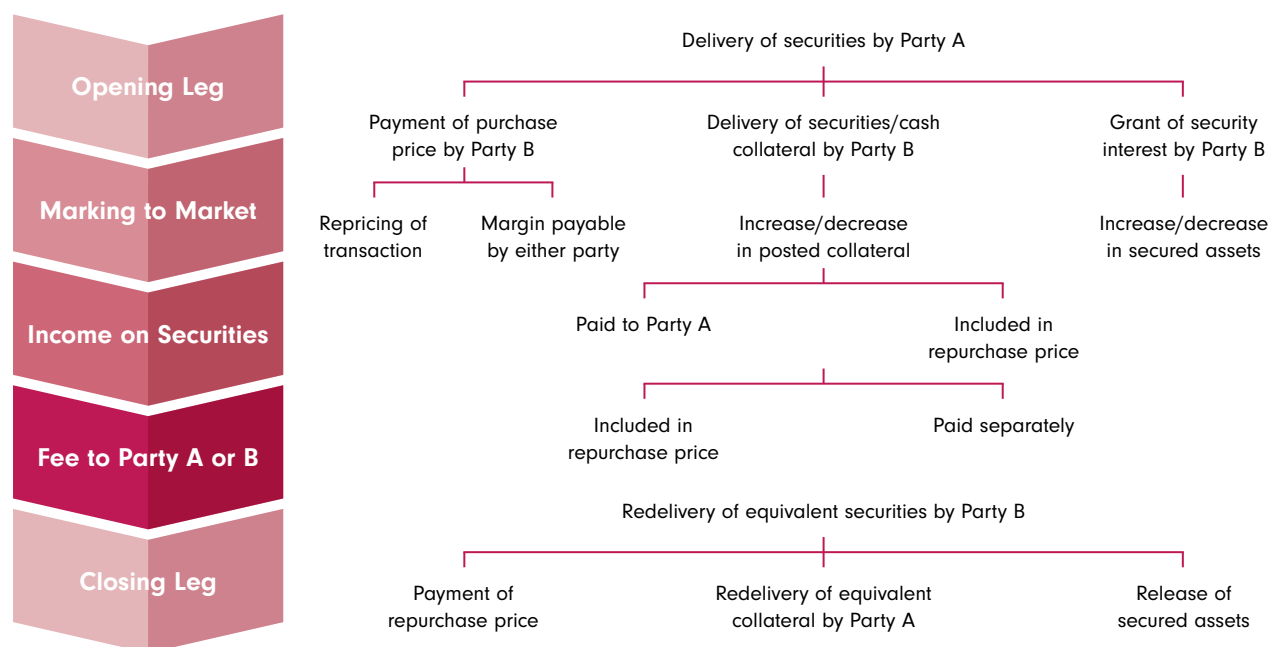 Opening Leg
Delivery of securities by Party A
Payment of purchase
price by Party B
Delivery of securities/cash
collateral by Party B
Grant of security
interest by Party B
Marking to Market
Repricing of
transaction
Margin payable
by either party
Increase/decrease
in posted collateral
Increase/decrease
in secured assets
Income on Securities
Paid to Party A
Included in
repurchase price
Fee to Party A or B
Included in
repurchase price
Paid separately
Closing Leg
Redelivery of equivalent securities by Party B
Payment of
repurchase price
Redelivery of equivalent
collateral by Party A
Release of
secured assets